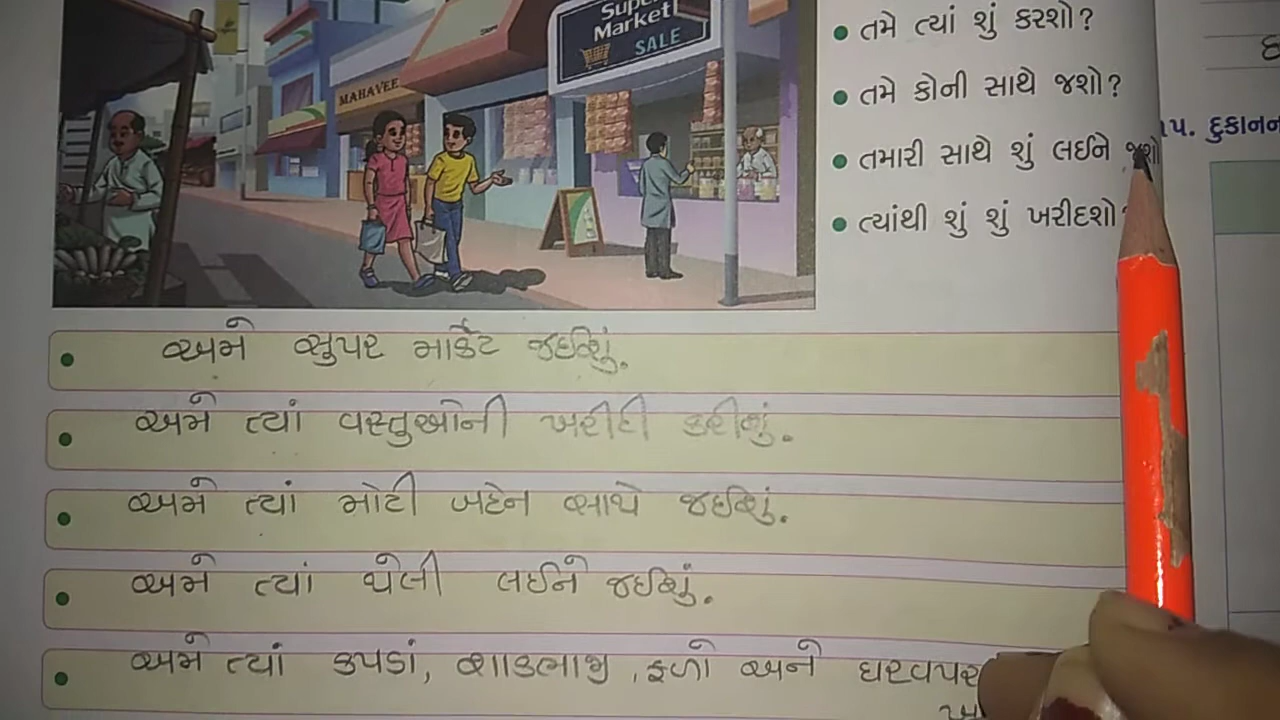 Super
Market
SALE
MAHAVEE
• તમે ત્યાં શું કરશો?
• તમે કોની સાથે જશો?
• તમારી સાથે શું લઈને જશો
• ત્યાંથી શું શું ખરીદશો
૧૫. દુકાનન
• અમે સુપર માર્કેટ જઈશું.
• અમે ત્યાં વસ્તુઓની ખરીદી કરીશું.
• અમે ત્યાં મોટી બહેન સાથે જઈશું.
• અમે ત્યાં થેલી લઈને જઈશું.
• અમે ત્યાં કપડાં, શાકભાજી, ફળો અને ઘરવપર